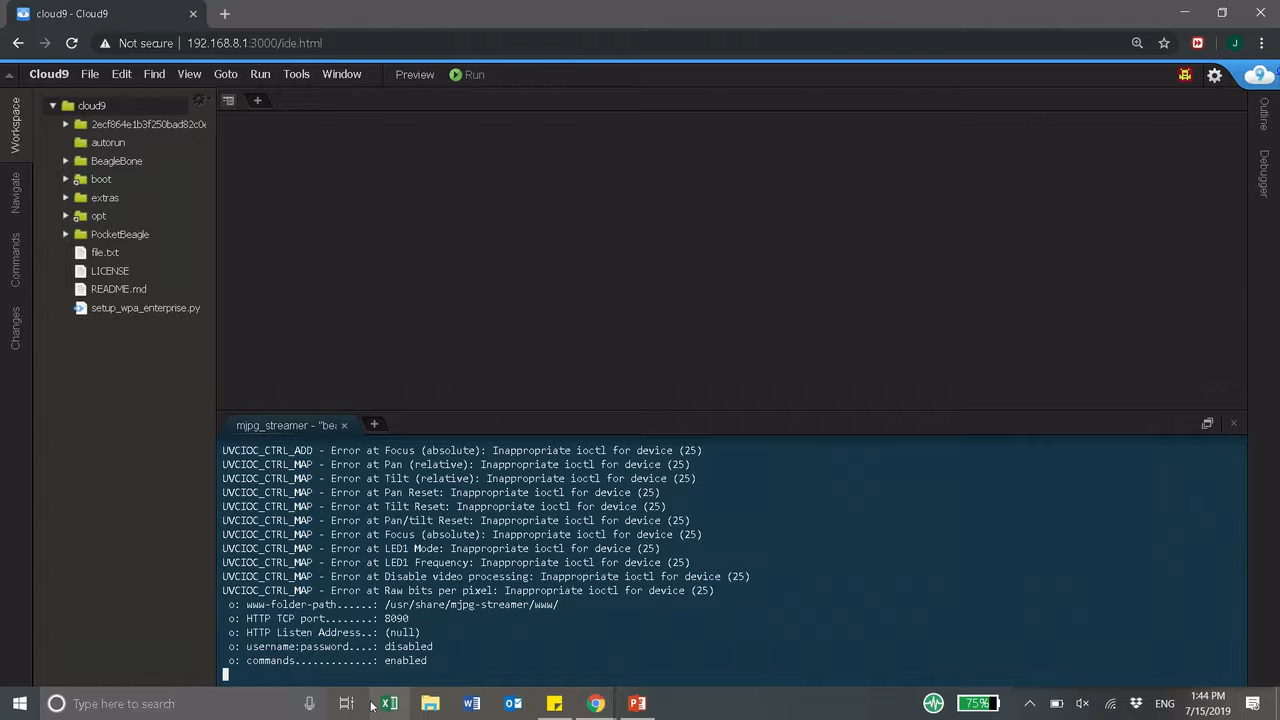 cloud9 - Cloud9
Not secure 192.168.8.1:3000/ide.html
J
Cloud9 File Edit Find View Goto Run Tools Window Preview Run
Workspace
Navigate
Commands
Changes
cloud9
2ecf864e1b3f250bad82c0e
autorun
BeagleBone
boot
extras
opt
PocketBeagle
file.txt
LICENSE
README.md
setup_wpa_enterprise.py
Outline
Debugger
mjpg_streamer - "bea
UVCIOC_CTRL_ADD - Error at Focus (absolute): Inappropriate ioctl for device (25)
UVCIOC_CTRL_MAP - Error at Pan (relative): Inappropriate ioctl for device (25)
UVCIOC_CTRL_MAP - Error at Tilt (relative): Inappropriate ioctl for device (25)
UVCIOC_CTRL_MAP - Error at Pan Reset: Inappropriate ioctl for device (25)
UVCIOC_CTRL_MAP - Error at Tilt Reset: Inappropriate ioctl for device (25)
UVCIOC_CTRL_MAP - Error at Pan/tilt Reset: Inappropriate ioctl for device (25)
UVCIOC_CTRL_MAP - Error at Focus (absolute): Inappropriate ioctl for device (25)
UVCIOC_CTRL_MAP - Error at LED1 Mode: Inappropriate ioctl for device (25)
UVCIOC_CTRL_MAP - Error at LED1 Frequency: Inappropriate ioctl for device (25)
UVCIOC_CTRL_MAP - Error at Disable video processing: Inappropriate ioctl for device (25)
UVCIOC_CTRL_MAP - Error at Raw bits per pixel: Inappropriate ioctl for device (25)
o: www-folder-path......: /usr/share/mjpg-streamer/www/
o: HTTP TCP port........: 8090
o: HTTP Listen Address..: (null)
o: username:password....: disabled
o: commands.............: enabled
Type here to search
75%
ENG
1:44 PM
7/15/2019